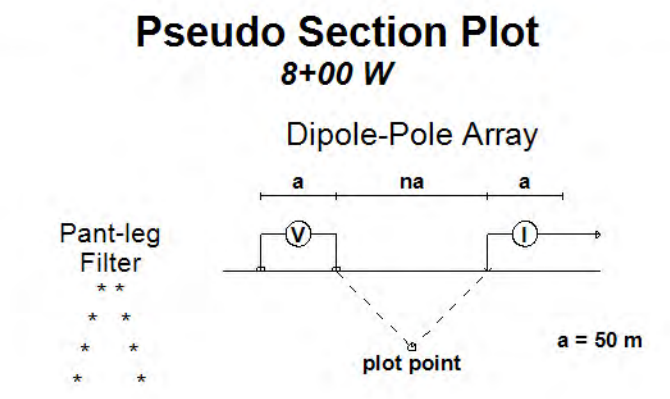 Pseudo Section Plot
8+00 W
Dipole-Pole Array
a na a
V I
Pant-leg
Filter
* *
* *
* *
* *
a = 50 m
plot point